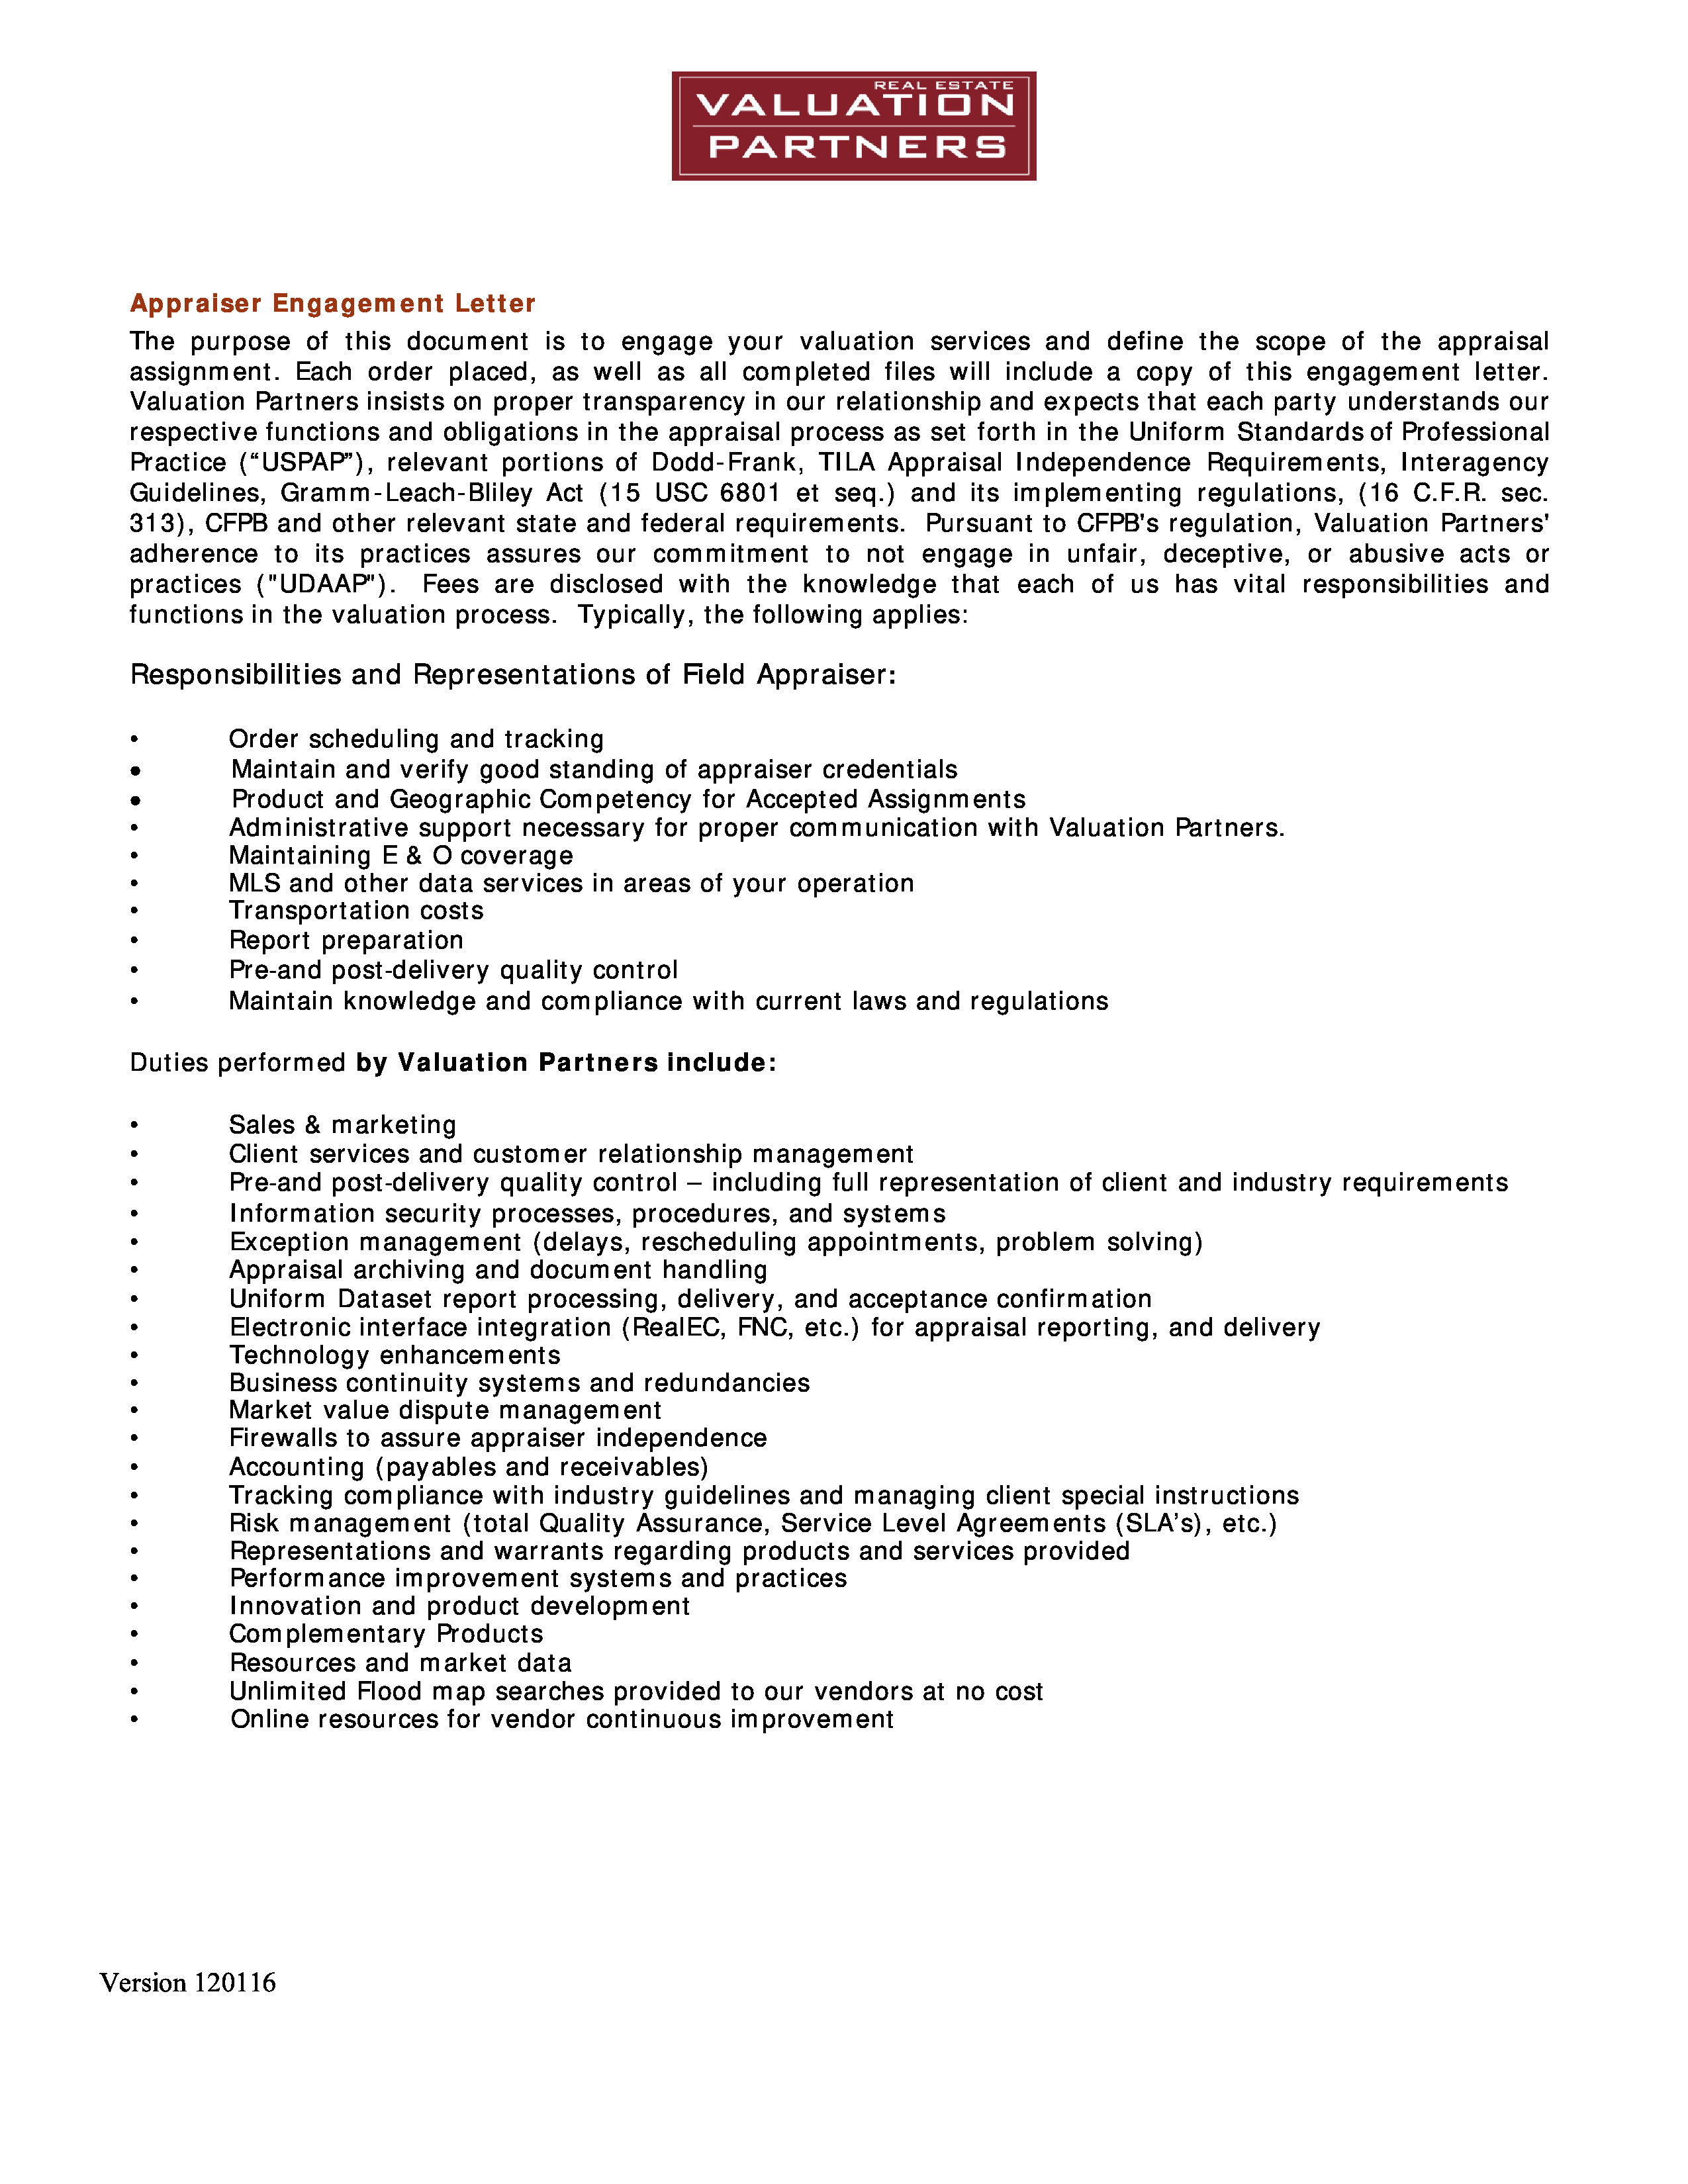 REAL ESTATE
VALUATION
PARTNERS
Appraiser Engagement Letter
The purpose of this document is to engage your valuation services and define the scope of the appraisal
assignment. Each order placed, as well as all completed files will include a copy of this engagement letter.
Valuation Partners insists on proper transparency in our relationship and expects that each party understands our
respective functions and obligations in the appraisal process as set forth in the Uniform Standards of Professional
Practice (“USPAP”), relevant portions of Dodd-Frank, TILA Appraisal Independence Requirements, Interagency
Guidelines, Gramm-Leach-Bliley Act (15 USC 6801 et seq.) and its implementing regulations, (16 C.F.R. sec.
313), CFPB and other relevant state and federal requirements. Pursuant to CFPB's regulation, Valuation Partners'
adherence to its practices assures our commitment to not engage in unfair, deceptive, or abusive acts or
practices ("UDAAP"). Fees are disclosed with the knowledge that each of us has vital responsibilities and
functions in the valuation process. Typically, the following applies:
Responsibilities and Representations of Field Appraiser:
• Order scheduling and tracking
• Maintain and verify good standing of appraiser credentials
• Product and Geographic Competency for Accepted Assignments
• Administrative support necessary for proper communication with Valuation Partners.
• Maintaining E & O coverage
• MLS and other data services in areas of your operation
• Transportation costs
• Report preparation
• Pre-and post-delivery quality control
• Maintain knowledge and compliance with current laws and regulations
Duties performed by Valuation Partners include:
• Sales & marketing
• Client services and customer relationship management
• Pre-and post-delivery quality control – including full representation of client and industry requirements
• Information security processes, procedures, and systems
• Exception management (delays, rescheduling appointments, problem solving)
• Appraisal archiving and document handling
• Uniform Dataset report processing, delivery, and acceptance confirmation
• Electronic interface integration (RealEC, FNC, etc.) for appraisal reporting, and delivery
• Technology enhancements
• Business continuity systems and redundancies
• Market value dispute management
• Firewalls to assure appraiser independence
• Accounting (payables and receivables)
• Tracking compliance with industry guidelines and managing client special instructions
• Risk management (total Quality Assurance, Service Level Agreements (SLA’s), etc.)
• Representations and warrants regarding products and services provided
• Performance improvement systems and practices
• Innovation and product development
• Complementary Products
• Resources and market data
• Unlimited Flood map searches provided to our vendors at no cost
• Online resources for vendor continuous improvement
Version 120116